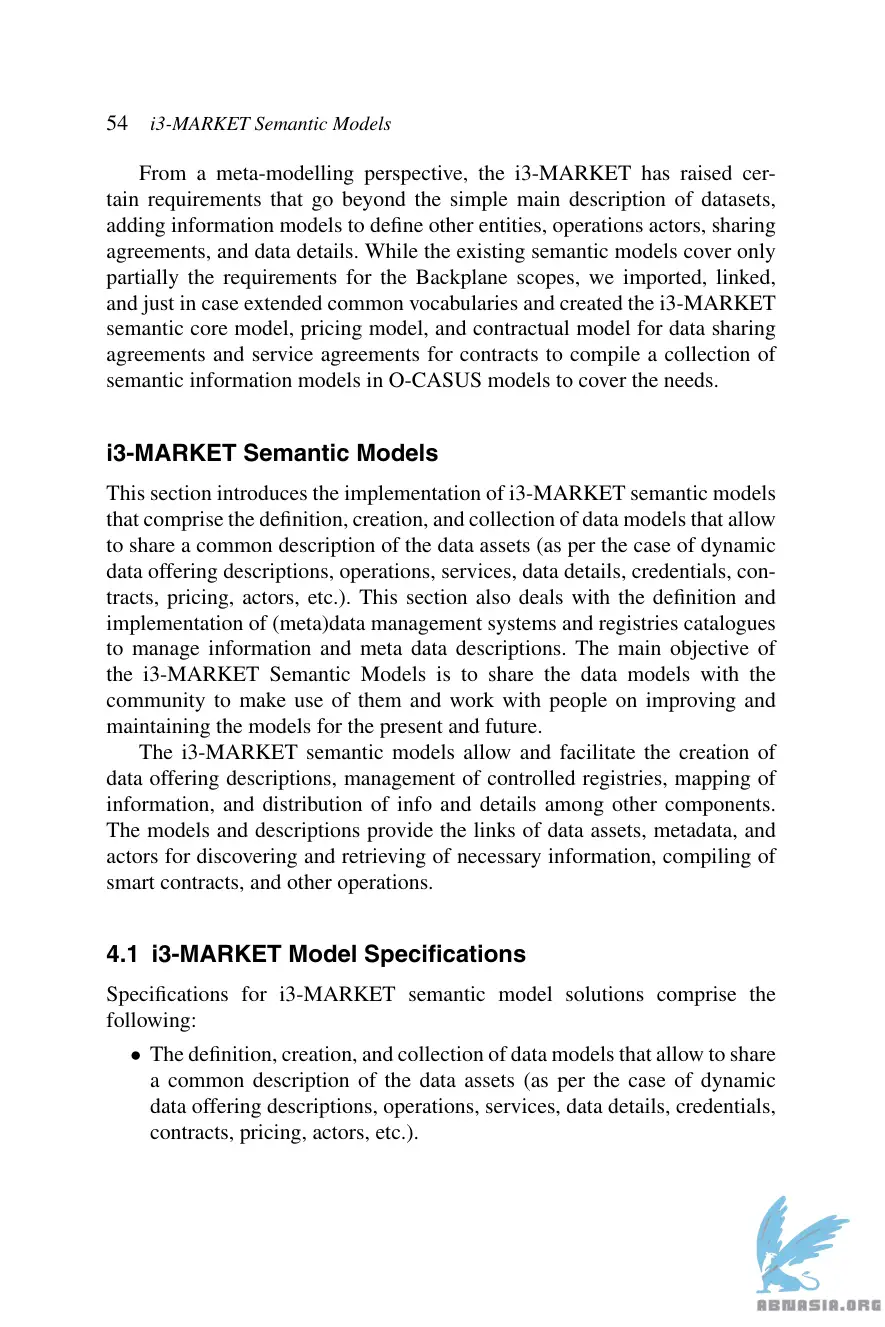 54 i3-MARKET Semantic Models
From a meta-modelling perspective, the i3-MARKET has raised cer-
tain requirements that go beyond the simple main description of datasets,
adding information models to define other entities, operations actors, sharing
agreements, and data details. While the existing semantic models cover only
partially the requirements for the Backplane scopes, we imported, linked,
and just in case extended common vocabularies and created the i3-MARKET
semantic core model, pricing model, and contractual model for data sharing
agreements and service agreements for contracts to compile a collection of
semantic information models in O-CASUS models to cover the needs.
i3-MARKET Semantic Models
This section introduces the implementation of i3-MARKET semantic models
that comprise the definition, creation, and collection of data models that allow
to share a common description of the data assets (as per the case of dynamic
data offering descriptions, operations, services, data details, credentials, con-
tracts, pricing, actors, etc.). This section also deals with the definition and
implementation of (meta)data management systems and registries catalogues
to manage information and meta data descriptions. The main objective of
the i3-MARKET Semantic Models is to share the data models with the
community to make use of them and work with people on improving and
maintaining the models for the present and future.
The i3-MARKET semantic models allow and facilitate the creation of
data offering descriptions, management of controlled registries, mapping of
information, and distribution of info and details among other components.
The models and descriptions provide the links of data assets, metadata, and
actors for discovering and retrieving of necessary information, compiling of
smart contracts, and other operations.
4.1 i3-MARKET Model Specifications
Specifications for i3-MARKET semantic model solutions comprise the
following:
• The definition, creation, and collection of data models that allow to share
a common description of the data assets (as per the case of dynamic
data offering descriptions, operations, services, data details, credentials,
contracts, pricing, actors, etc.).
ABNASIA.ORG